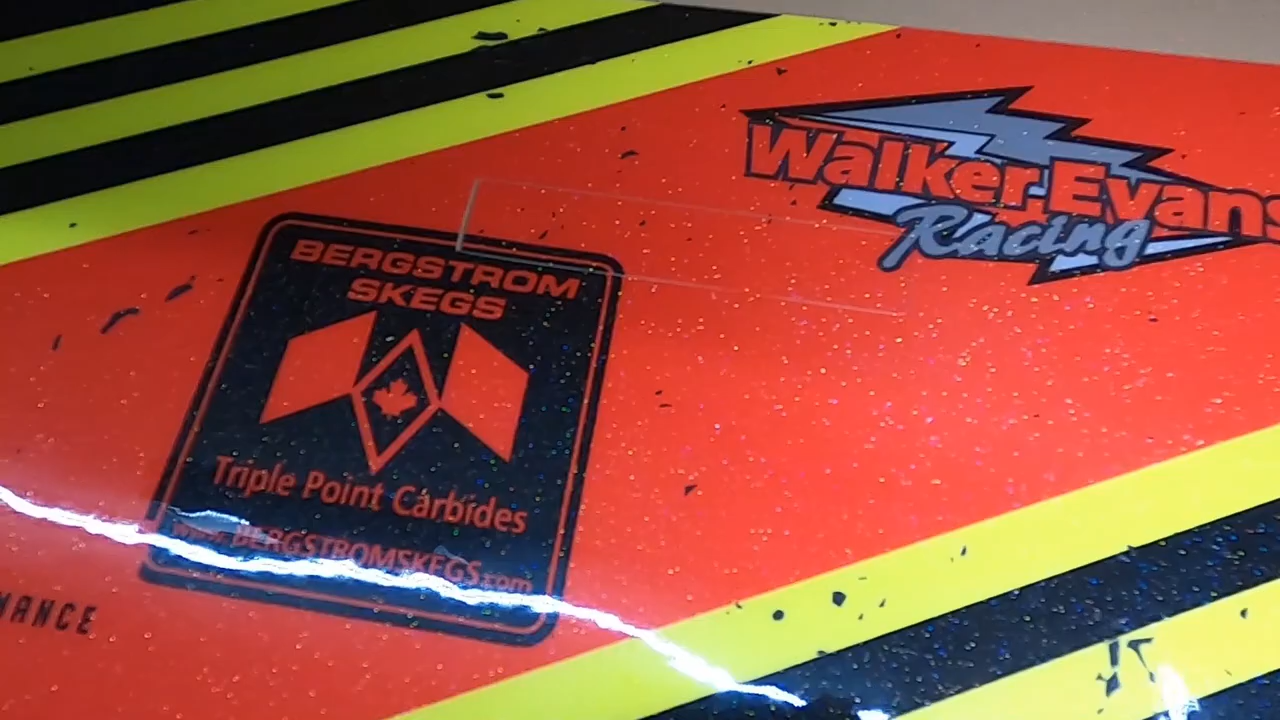 Walker Evans
Racing
BERGSTROM
SKEGS
Triple Point Carbides
www.BERGSTROMSKEGS.com